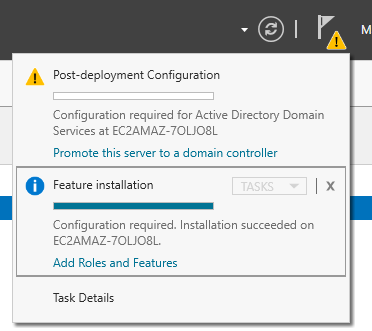 M
Post-deployment Configuration
Configuration required for Active Directory Domain
Services at EC2AMAZ-7OLJO8L
Promote this server to a domain controller
Feature installation
TASKS
X
Configuration required. Installation succeeded on
EC2AMAZ-7OLJO8L.
Add Roles and Features
Task Details